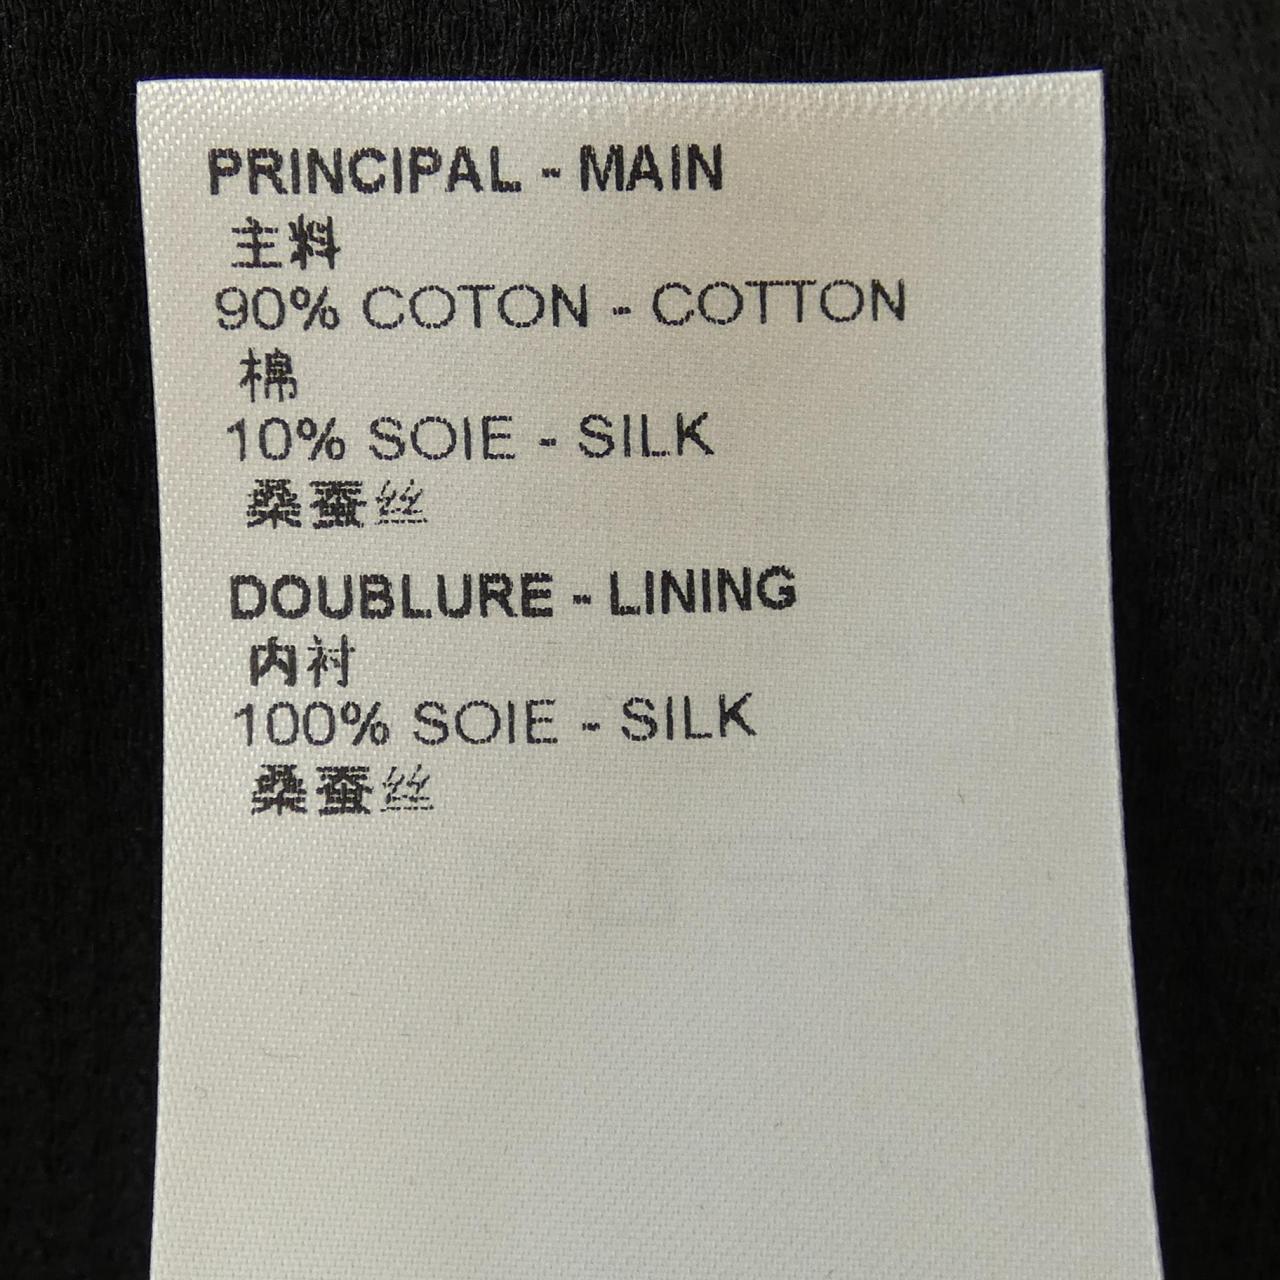 PRINCIPAL - MAIN
主料
90% COTON - COTTON
棉
10% SOIE - SILK
桑蚕丝
DOUBLURE - LINING
内衬
100% SOIE - SILK
桑蚕丝